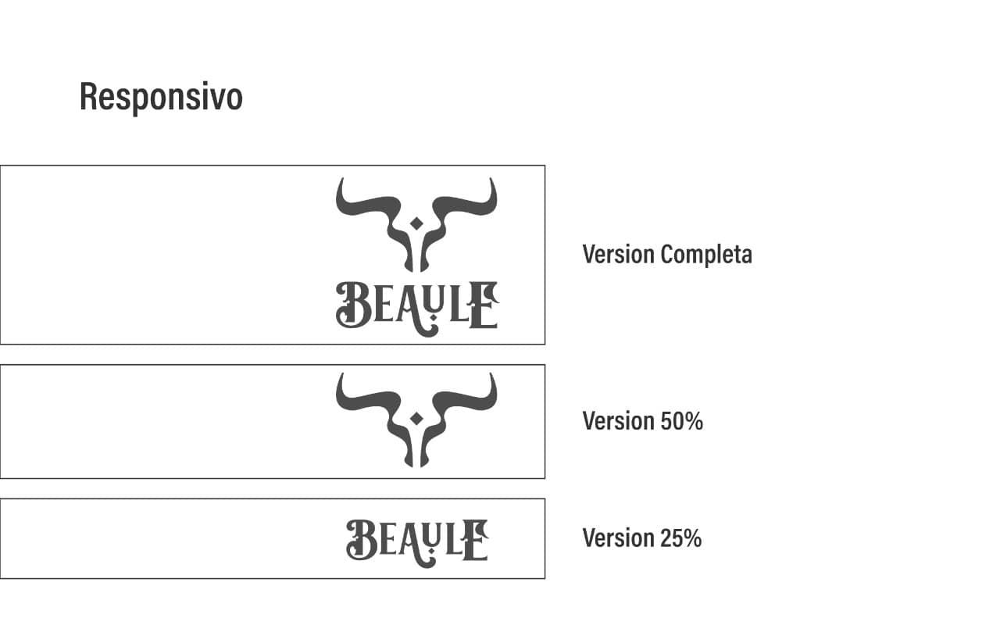 Responsivo
BEAULE
Version Completa
Version 50%
BEAULE
Version 25%